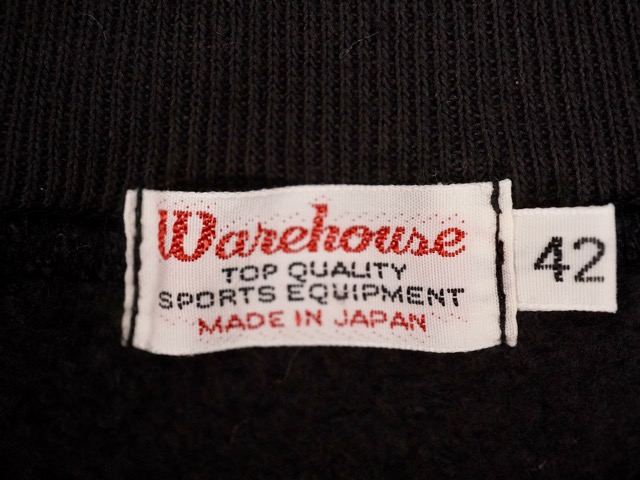 Warehouse
TOP QUALITY
SPORTS EQUIPMENT
MADE IN JAPAN
42